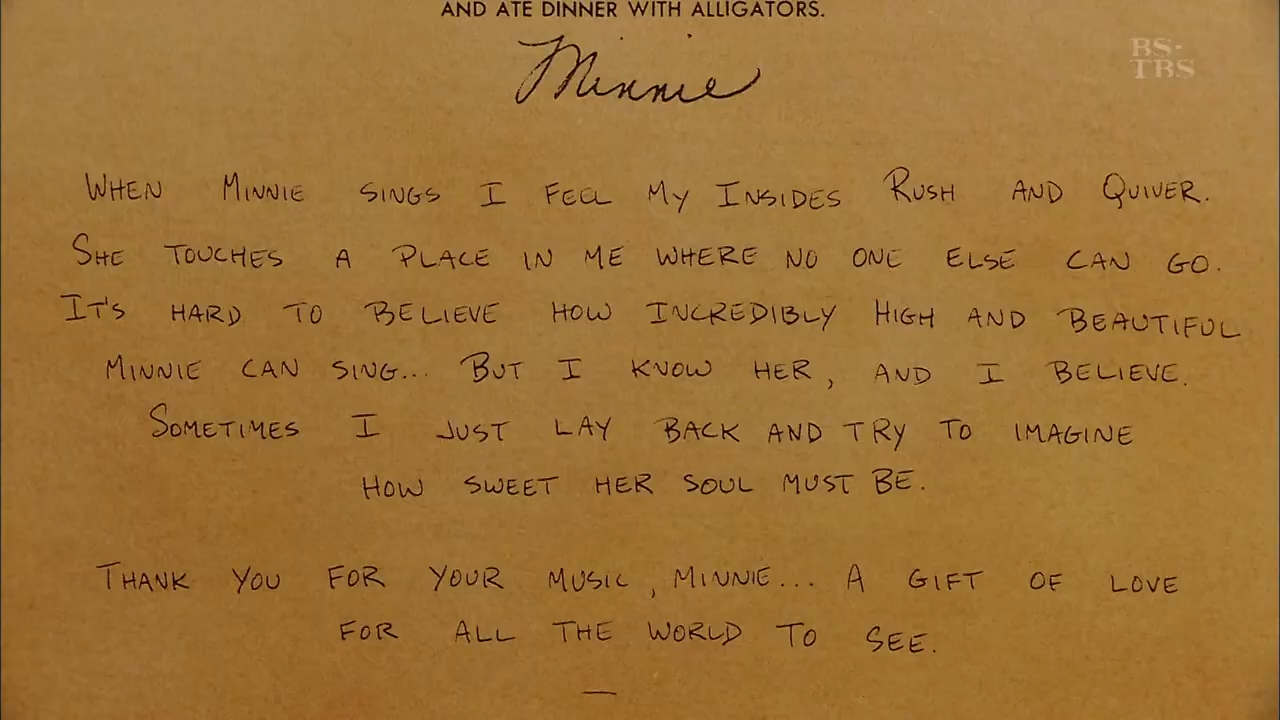 AND ATE DINNER WITH ALLIGATORS.
BS-
TBS
Minnie
WHEN MINNIE SINGS I FEEL MY INSIDES RUSH AND QUIVER.
SHE TOUCHES A PLACE IN ME WHERE NO ONE ELSE CAN GO.
IT'S HARD TO BELIEVE HOW INCREDIBLY HIGH AND BEAUTIFUL
MINNIE CAN SING... BUT I KNOW HER, AND I BELIEVE.
SOMETIMES I JUST LAY BACK AND TRY TO IMAGINE
HOW SWEET HER SOUL MUST BE.
THANK YOU FOR YOUR MUSIC, MINNIE... A GIFT OF LOVE
FOR ALL THE WORLD TO SEE.